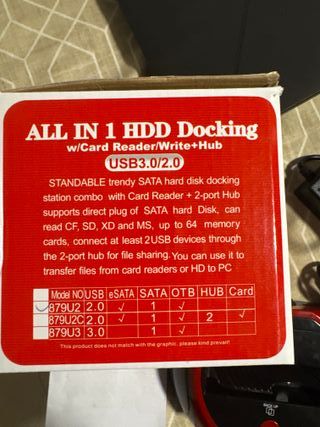 ALL IN 1 HDD Docking
w/Card Reader/Write+Hub
USB3.0/2.0
STANDABLE trendy SATA hard disk docking
station combo with Card Reader + 2-port Hub
supports direct plug of SATA hard Disk, can
read CF, SD, XD and MS, up to 64 memory
cards, connect at least 2USB devices through
the 2-port hub for file sharing. You can use it to
transfer files from card readers or HD to PC
Model NO USB eSATA SATA OTB HUB Card
✓ 879U2 2.0 √ 1 √
879U2C 2.0 √ 1 √ 2 √
879U3 3.0 1 √
This product does not match with the graphic, please kind prevail!
BACK UP